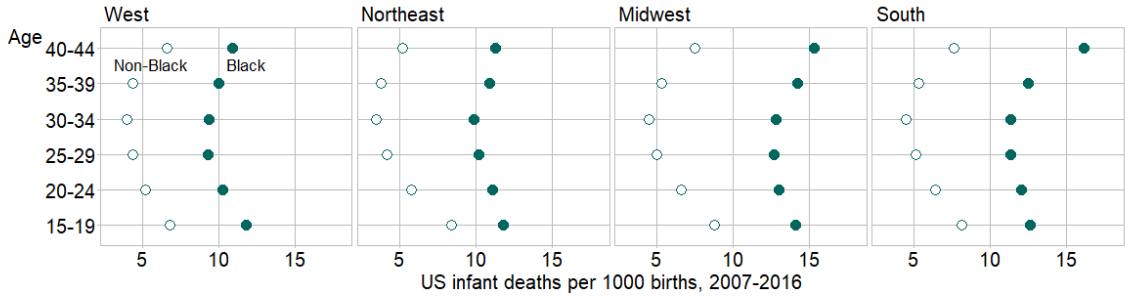 West Northeast Midwest South
Age
40-44
Non-Black Black
35-39
30-34
25-29
20-24
15-19
5 10 15 5 10 15 5 10 15 5 10 15
US infant deaths per 1000 births, 2007-2016